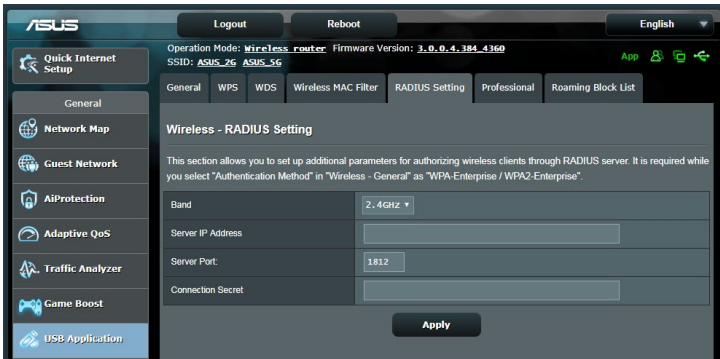 ASUS
Logout
Reboot
English
Quick Internet
Setup
Operation Mode: Wireless router Firmware Version: 3.0.0.4.384_4360
SSID: ASUS_2G ASUS_5G
App
General
WPS
WDS
Wireless MAC Filter
RADIUS Setting
Professional
Roaming Block List
General
Network Map
Guest Network
AiProtection
Adaptive QoS
Traffic Analyzer
Game Boost
USB Application
Wireless - RADIUS Setting
This section allows you to set up additional parameters for authorizing wireless clients through RADIUS server. It is required while
you select "Authentication Method" in "Wireless - General" as "WPA-Enterprise / WPA2-Enterprise".
Band
2.4GHz
Server IP Address
Server Port:
1812
Connection Secret
Apply